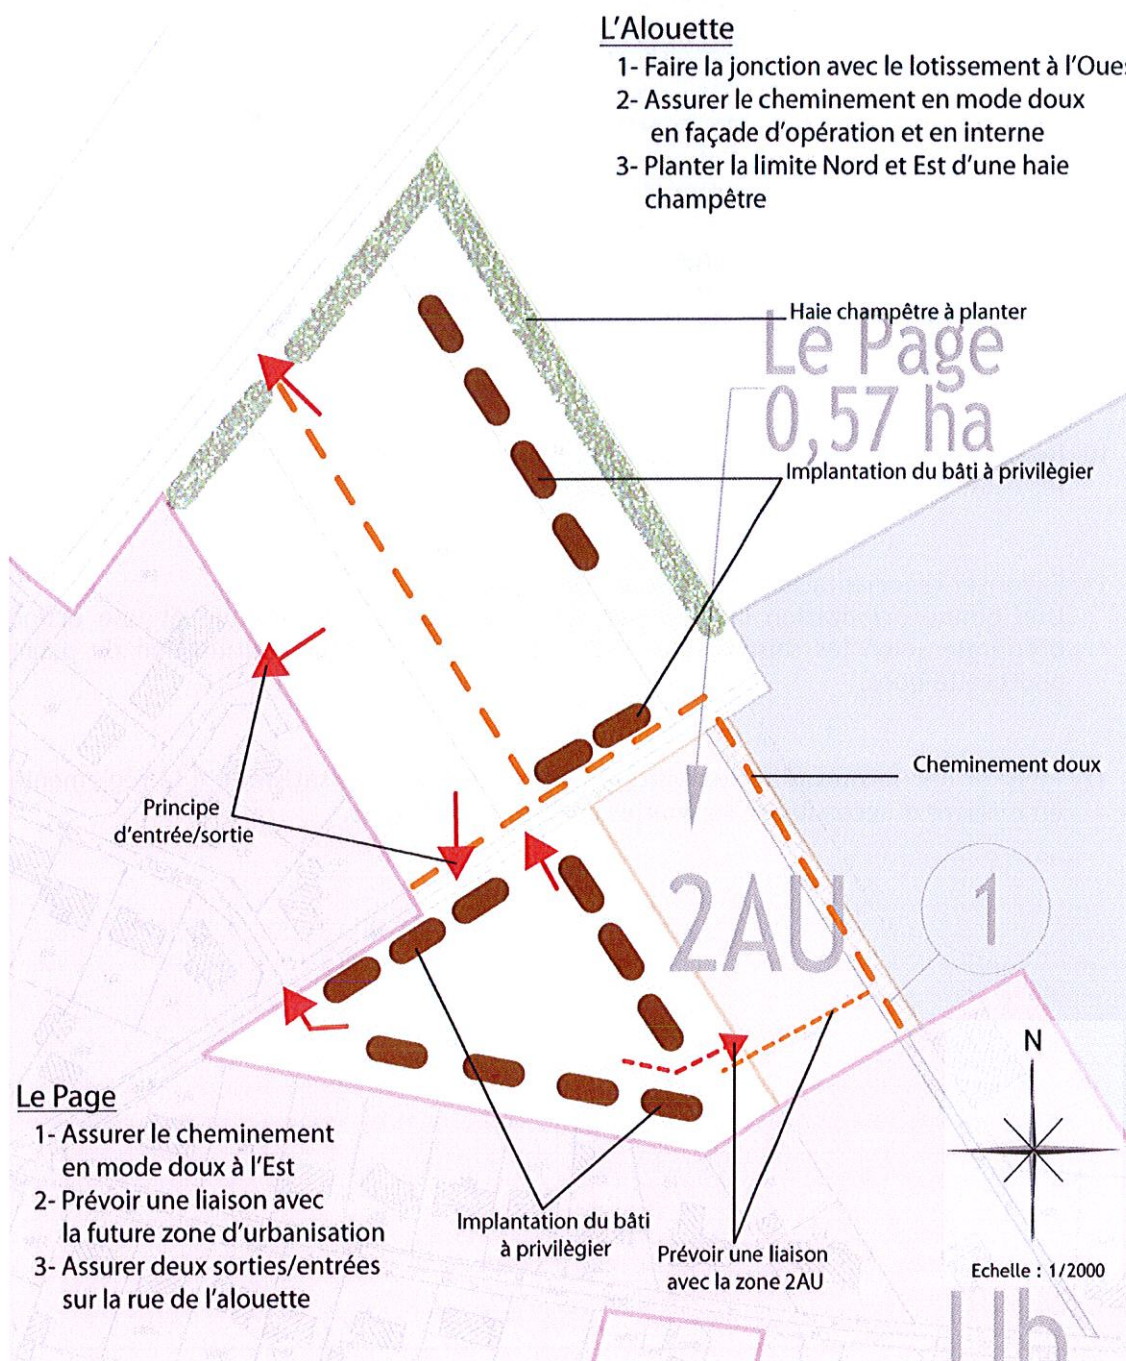 L'Alouette
1- Faire la jonction avec le lotissement à l'Oues
2- Assurer le cheminement en mode doux
en façade d'opération et en interne
3- Planter la limite Nord et Est d'une haie
champêtre
Haie champêtre à planter
Le Page
0,57 ha
Implantation du bâti à privilègier
Cheminement doux
Principe
d'entrée/sortie
2AU
1
N
Le Page
1- Assurer le cheminement
en mode doux à l'Est
2- Prévoir une liaison avec
la future zone d'urbanisation
3- Assurer deux sorties/entrées
sur la rue de l'alouette
Implantation du bâti
à privilègier
Prévoir une liaison
avec la zone 2AU
Echelle : 1/2000
Ub